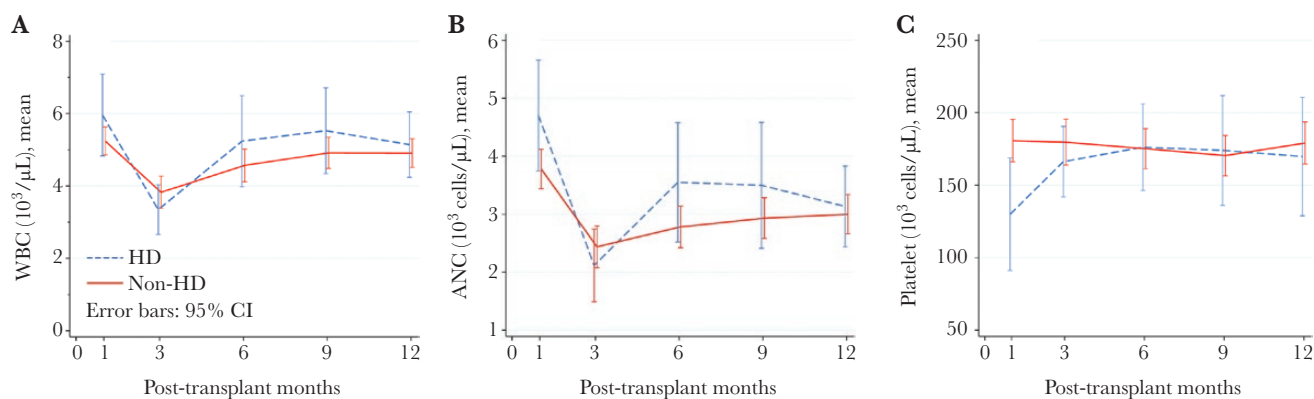 A
WBC (10³/μL), mean
8
6
4
2
0
HD
Non-HD
Error bars: 95% CI
0 1 3 6 9 12
Post-transplant months
B
ANC (10³ cells/μL), mean
6
5
4
3
2
1
0 1 3 6 9 12
Post-transplant months
C
Platelet (10³ cells/μL), mean
250
200
150
100
50
0 1 3 6 9 12
Post-transplant months